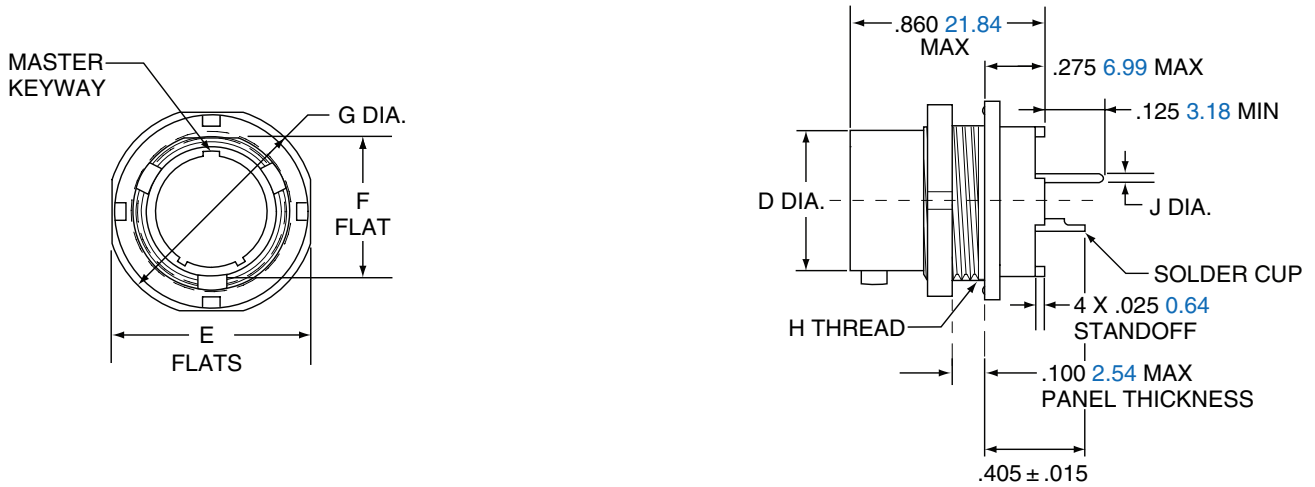 MASTER
KEYWAY
G DIA.
F
FLAT
E
FLATS
.860 21.84
MAX
.275 6.99 MAX
.125 3.18 MIN
D DIA.
J DIA.
SOLDER CUP
H THREAD
4 X .025 0.64
STANDOFF
.100 2.54 MAX
PANEL THICKNESS
.405 ± .015